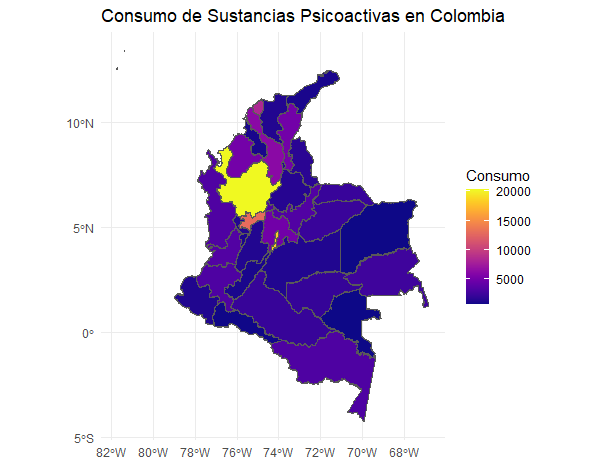 Consumo de Sustancias Psicoactivas en Colombia
10°N
5°N
0°
5°S
82°W 80°W 78°W 76°W 74°W 72°W 70°W 68°W
Consumo
20000
15000
10000
5000